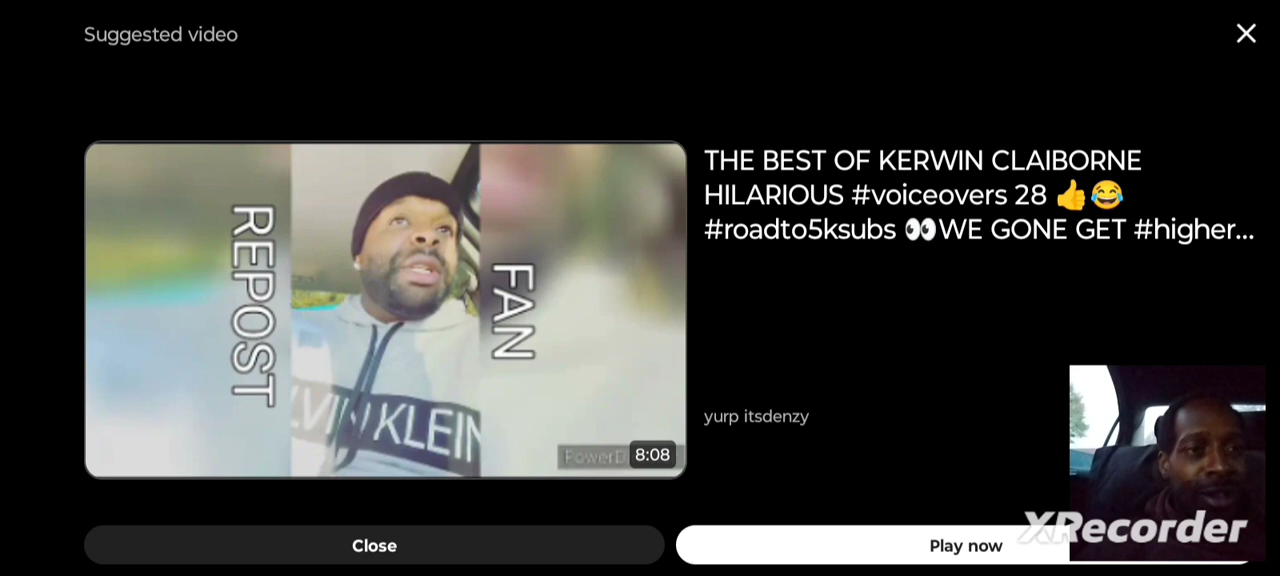 Suggested video
THE BEST OF KERWIN CLAIBORNE
HILARIOUS #voiceovers 28 👍😂
#roadto5ksubs 👀WE GONE GET #higher...
REPOST
FAN
KLEIN
8:08
yurp itsdenzy
Close
Play now
XRecorder